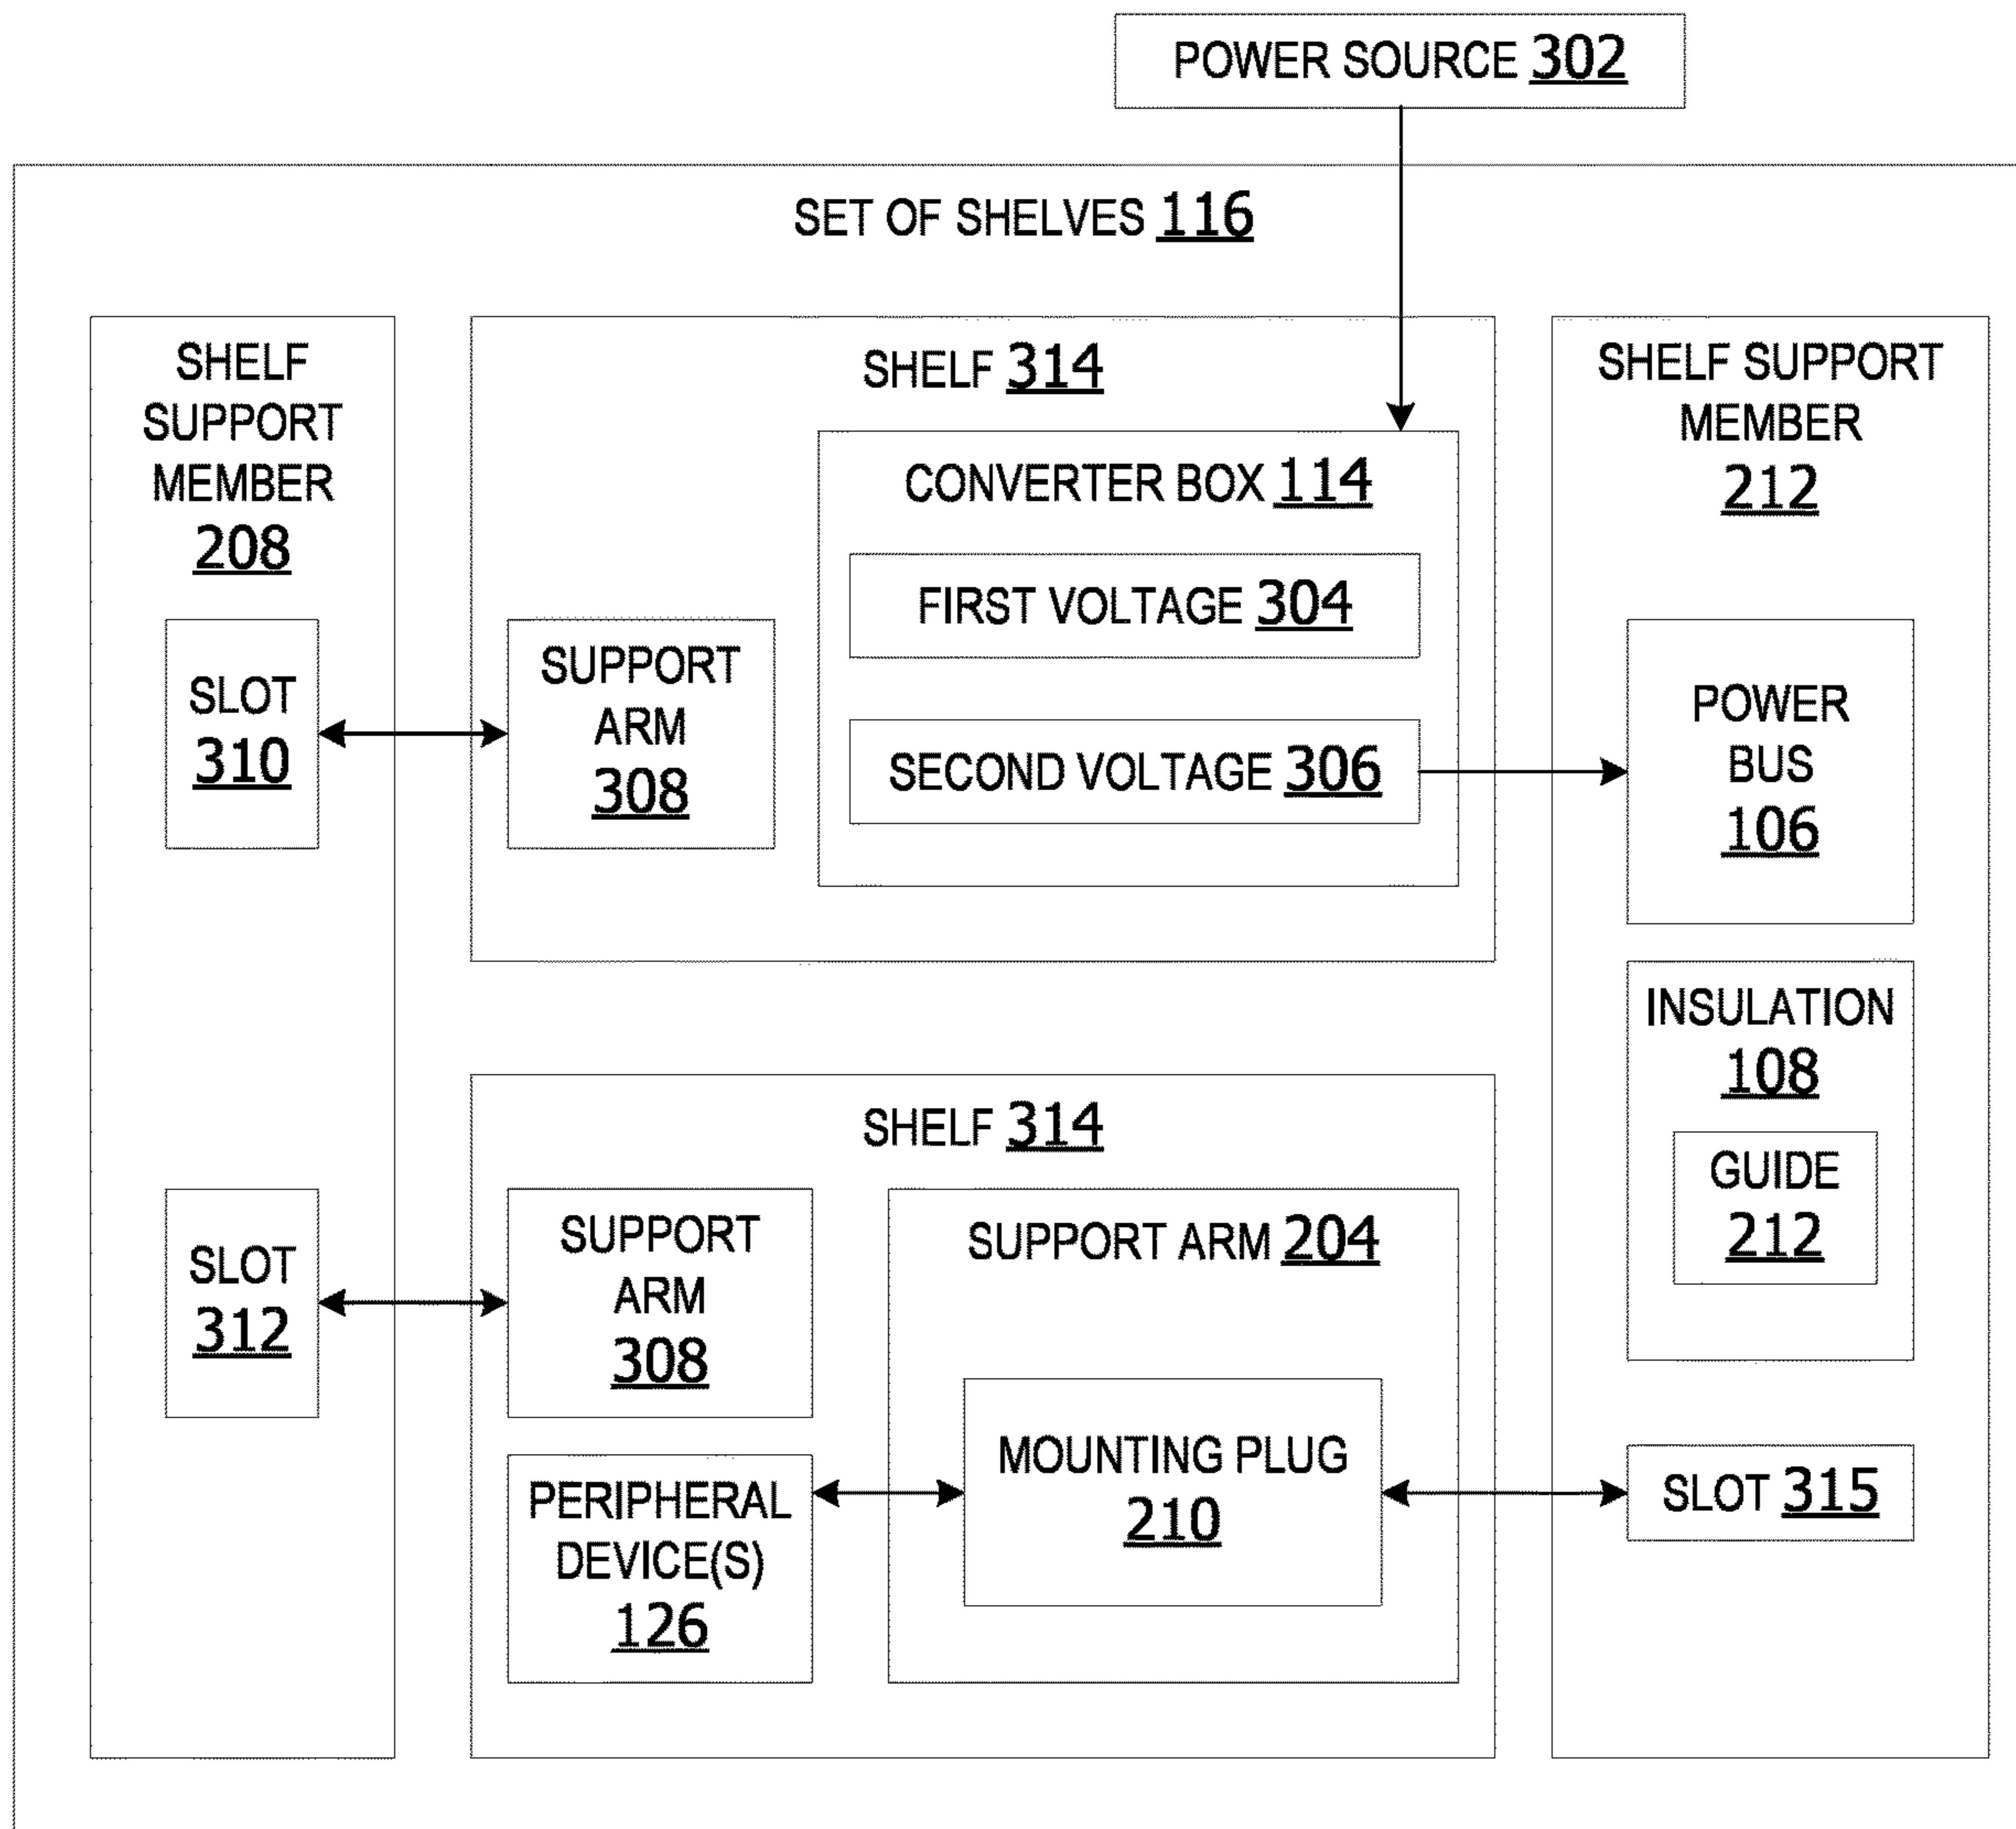 POWER SOURCE 302
SET OF SHELVES 116
SHELF
SUPPORT
MEMBER
208
SLOT
310
SLOT
312
SHELF 314
SUPPORT
ARM
308
CONVERTER BOX 114
FIRST VOLTAGE 304
SECOND VOLTAGE 306
SHELF 314
SUPPORT
ARM
308
PERIPHERAL
DEVICE(S)
126
SUPPORT ARM 204
MOUNTING PLUG
210
SHELF SUPPORT
MEMBER
212
POWER
BUS
106
INSULATION
108
GUIDE
212
SLOT 315